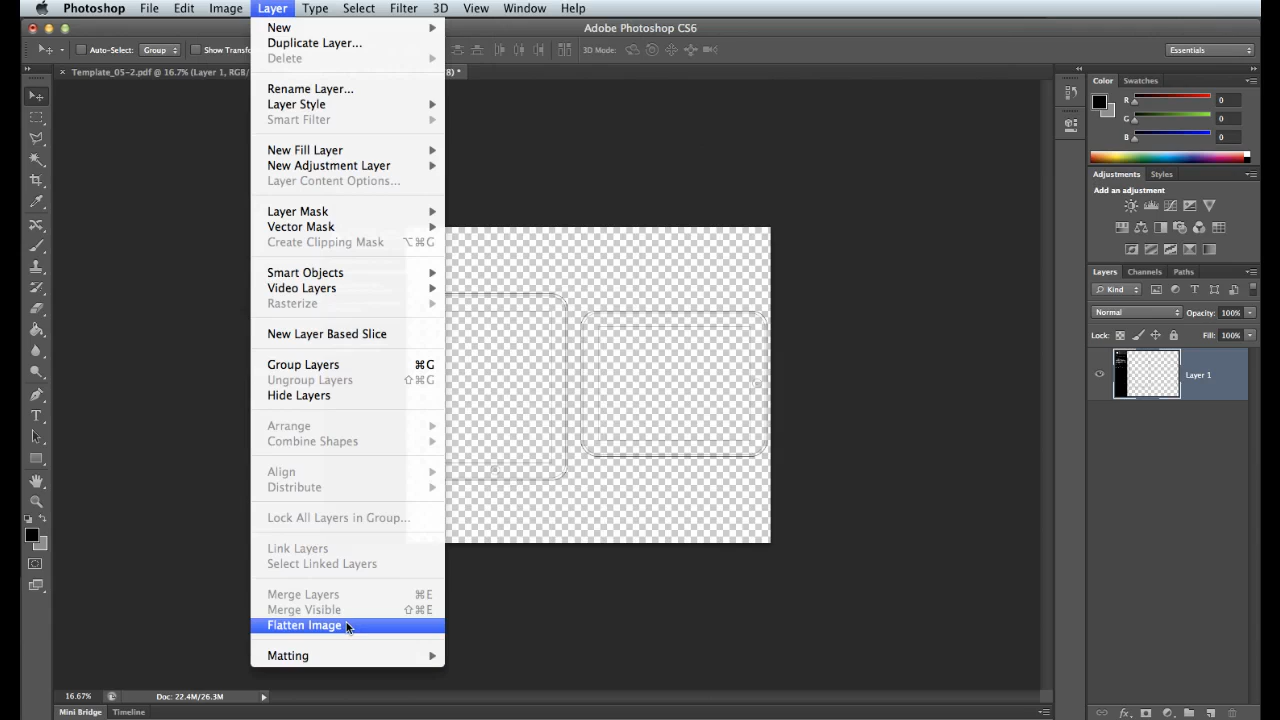 Photoshop File Edit Image Layer Type Select Filter 3D View Window Help
Adobe Photoshop CS6
Auto-Select: Group Show Transfo 3D Mode: Essentials
Template_05-2.pdf @ 16.7% (Layer 1, RGB/ 8) *
New
Duplicate Layer...
Delete
Rename Layer...
Layer Style
Smart Filter
New Fill Layer
New Adjustment Layer
Layer Content Options...
Layer Mask
Vector Mask
Create Clipping Mask ⌥⌘G
Smart Objects
Video Layers
Rasterize
New Layer Based Slice
Group Layers ⌘G
Ungroup Layers ⇧⌘G
Hide Layers
Arrange
Combine Shapes
Align
Distribute
Lock All Layers in Group...
Link Layers
Select Linked Layers
Merge Layers ⌘E
Merge Visible ⇧⌘E
Flatten Image
Matting
Color Swatches
R 0
G 0
B 0
Adjustments Styles
Add an adjustment
Layers Channels Paths
Kind
Normal Opacity: 100%
Lock: Fill: 100%
Layer 1
16.67% Doc: 22.4M/26.3M
Mini Bridge Timeline